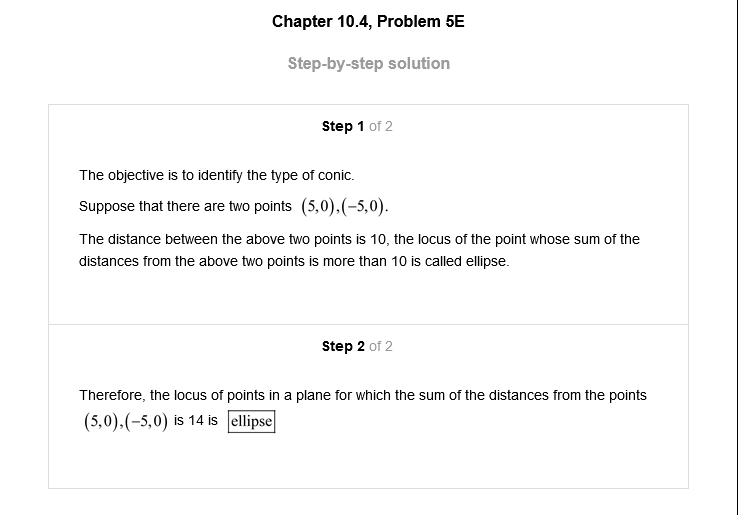 Chapter 10.4, Problem 5E
Step-by-step solution
Step 1 of 2
The objective is to identify the type of conic.
Suppose that there are two points (5,0),(−5,0).
The distance between the above two points is 10, the locus of the point whose sum of the
distances from the above two points is more than 10 is called ellipse.
Step 2 of 2
Therefore, the locus of points in a plane for which the sum of the distances from the points
(5,0),(−5,0) is 14 is ellipse